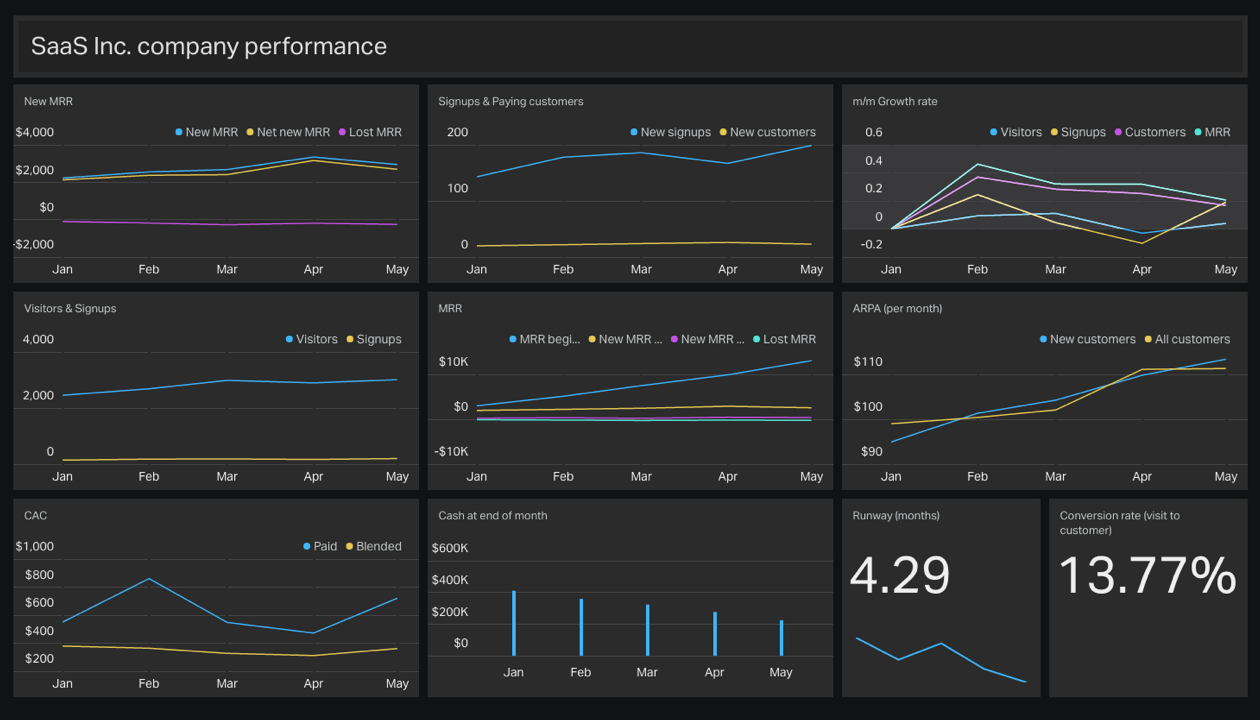 SaaS Inc. company performance
New MRR
New MRR Net new MRR Lost MRR
$4,000
$2,000
$0
-$2,000
Jan Feb Mar Apr May
Signups & Paying customers
New signups New customers
200
100
0
Jan Feb Mar Apr May
m/m Growth rate
Visitors Signups Customers MRR
0.6
0.4
0.2
0
-0.2
Jan Feb Mar Apr May
Visitors & Signups
Visitors Signups
4,000
2,000
0
Jan Feb Mar Apr May
MRR
MRR begi... New MRR ... New MRR ... Lost MRR
$10K
$0
-$10K
Jan Feb Mar Apr May
ARPA (per month)
New customers All customers
$110
$100
$90
Jan Feb Mar Apr May
CAC
Paid Blended
$1,000
$800
$600
$400
$200
Jan Feb Mar Apr May
Cash at end of month
$600K
$400K
$200K
$0
Jan Feb Mar Apr May
Runway (months)
4.29
Conversion rate (visit to
customer)
13.77%